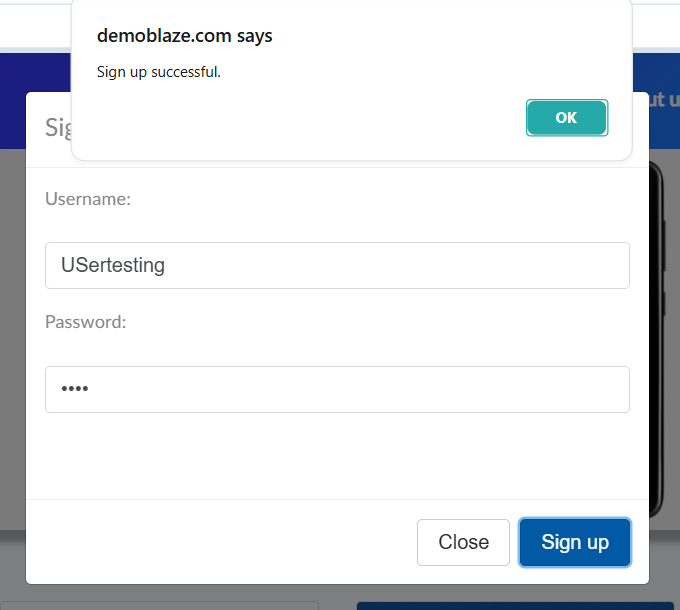 demoblaze.com says
Sign up successful.
OK
Username:
USertesting
Password:
••••
Close
Sign up